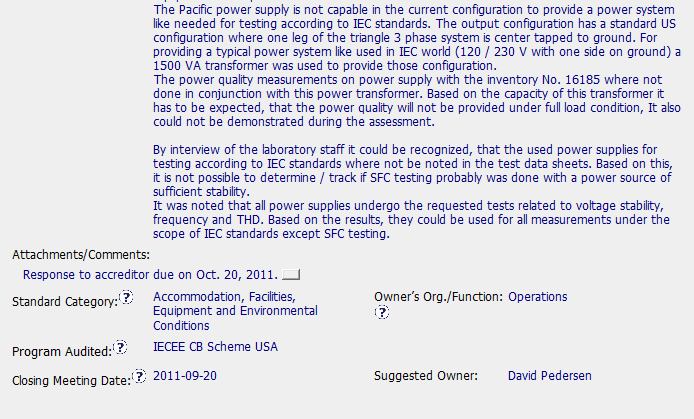 The Pacific power supply is not capable in the current configuration to provide a power system
like needed for testing according to IEC standards. The output configuration has a standard US
configuration where one leg of the triangle 3 phase system is center tapped to ground. For
providing a typical power system like used in IEC world (120 / 230 V with one side on ground) a
1500 VA transformer was used to provide those configuration.
The power quality measurements on power supply with the inventory No. 16185 where not
done in conjunction with this power transformer. Based on the capacity of this transformer it
has to be expected, that the power quality will not be provided under full load condition, It also
could not be demonstrated during the assessment.
By interview of the laboratory staff it could be recognized, that the used power supplies for
testing according to IEC standards where not be noted in the test data sheets. Based on this,
it is not possible to determine / track if SFC testing probably was done with a power source of
sufficient stability.
It was noted that all power supplies undergo the requested tests related to voltage stability,
frequency and THD. Based on the results, they could be used for all measurements under the
scope of IEC standards except SFC testing.
Attachments/Comments:
Response to accreditor due on Oct. 20, 2011.
Standard Category: ? Accommodation, Facilities, Equipment and Environmental Conditions
Owner's Org./Function: ? Operations
Program Audited: ? IECEE CB Scheme USA
Closing Meeting Date: ? 2011-09-20 Suggested Owner: David Pedersen